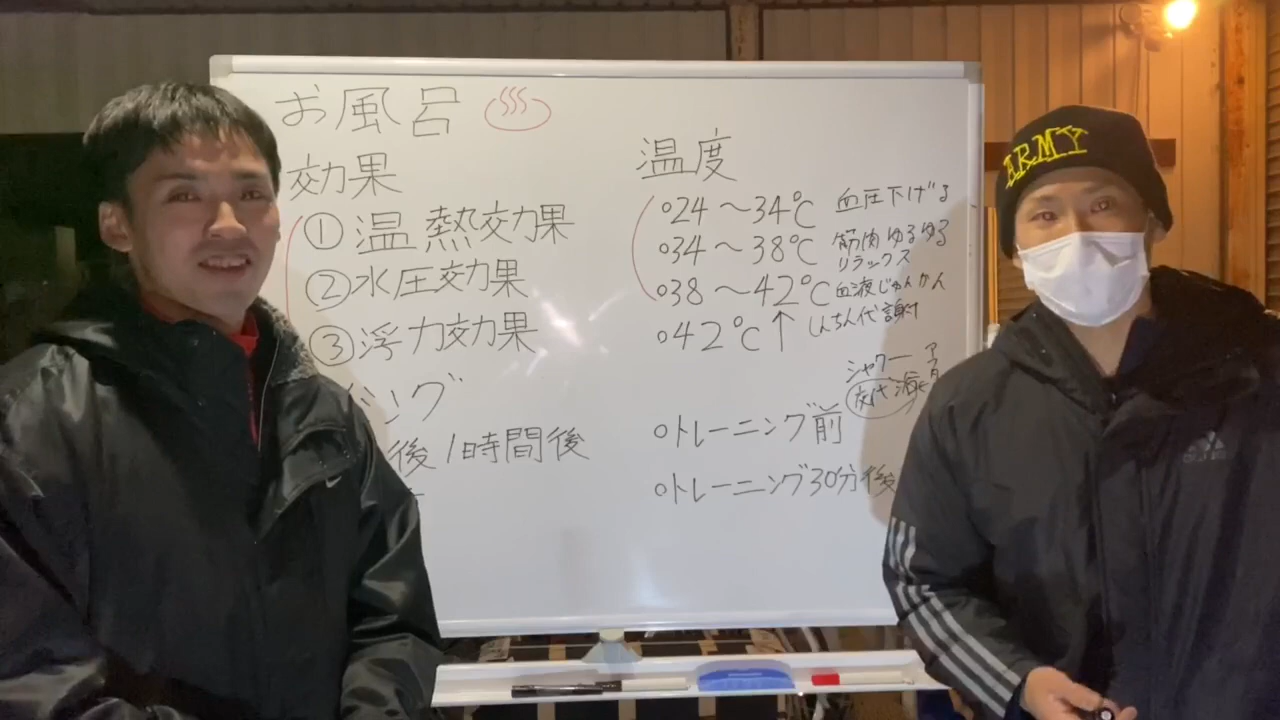 お風呂
効果
①温熱効果
②水圧効果
③浮力効果
ング
後1時間後
温度
○24〜34℃ 血圧下げる
○34〜38℃ 筋肉ゆるゆる
リラックス
○38〜42℃ 血液じゅんかん
○42℃↑ しんちん代謝
シャワー
交代
○トレーニング前
○トレーニング30分後
ARMY